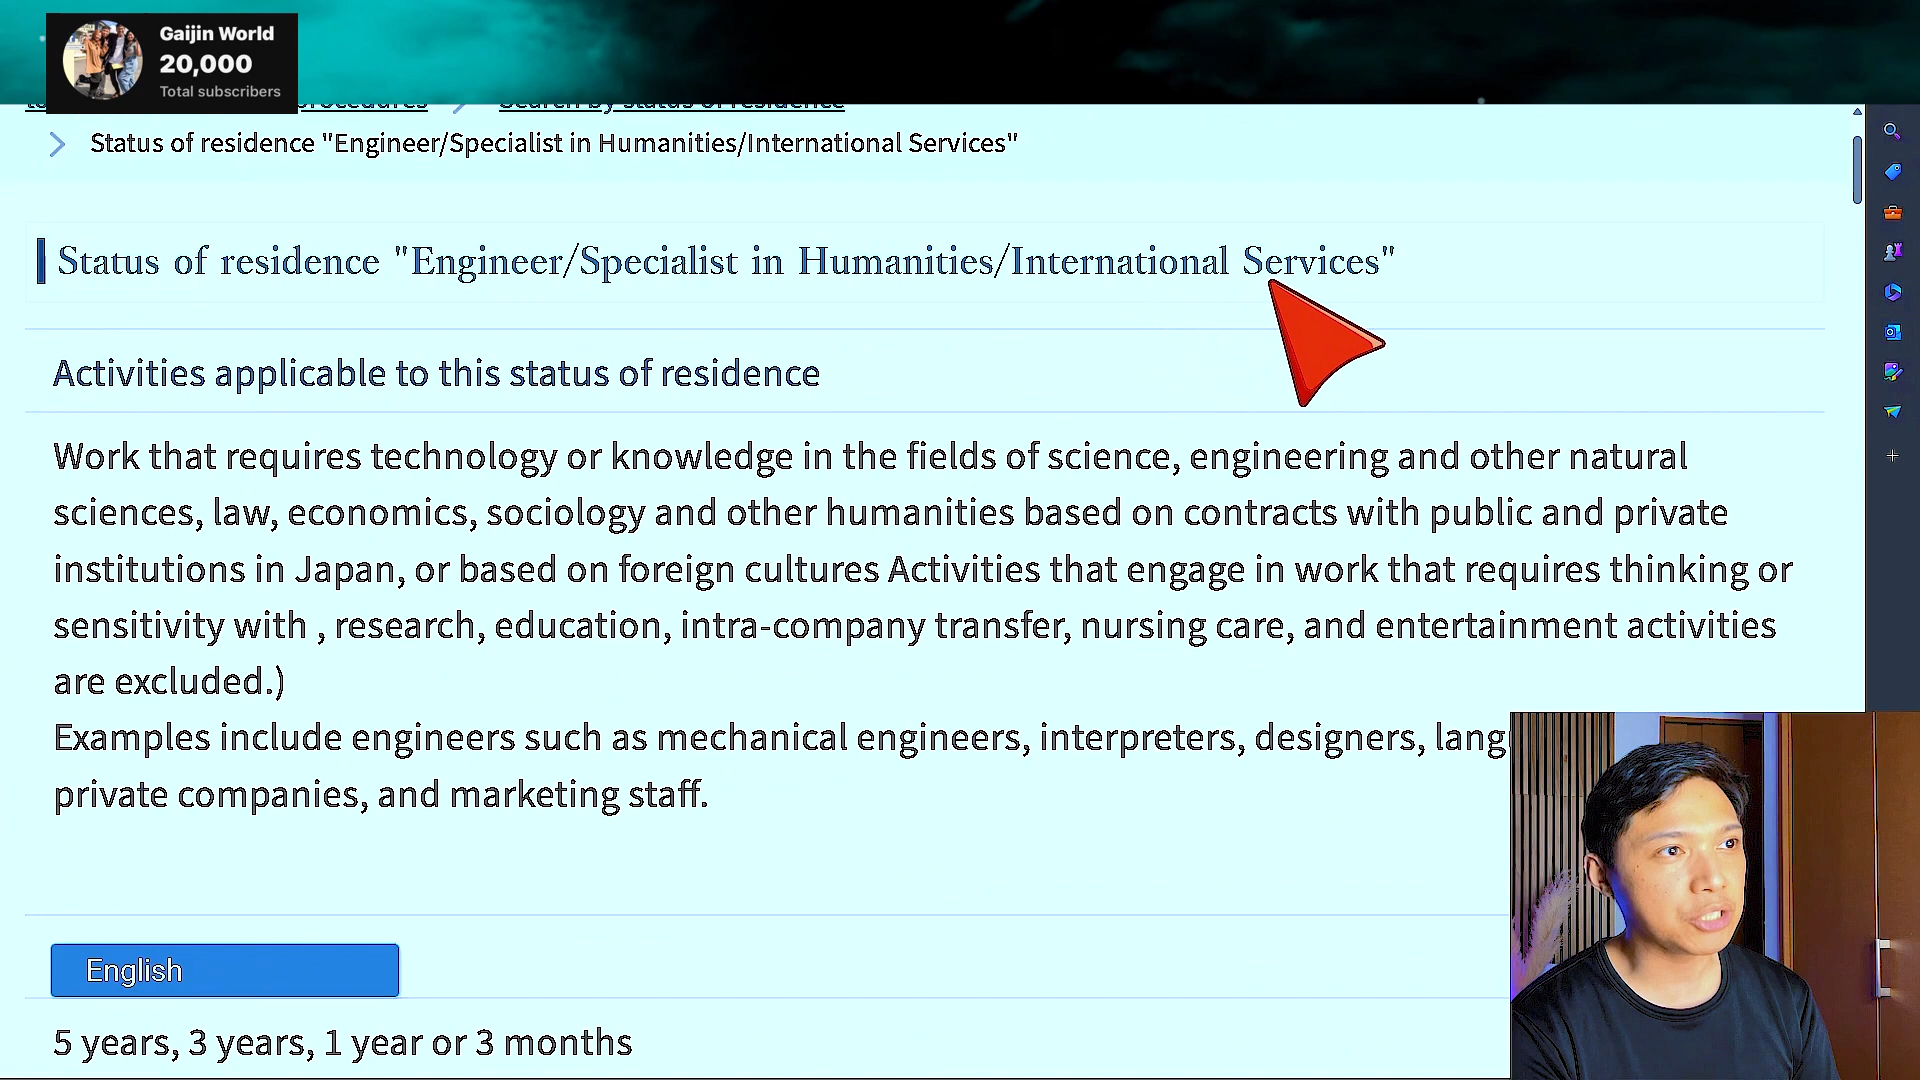 Gaijin World
20,000
Total subscribers
procedures
Search by status of residence
Status of residence "Engineer/Specialist in Humanities/International Services"
Status of residence "Engineer/Specialist in Humanities/International Services"
Activities applicable to this status of residence
Work that requires technology or knowledge in the fields of science, engineering and other natural
sciences, law, economics, sociology and other humanities based on contracts with public and private
institutions in Japan, or based on foreign cultures Activities that engage in work that requires thinking or
sensitivity with , research, education, intra-company transfer, nursing care, and entertainment activities
are excluded.)
Examples include engineers such as mechanical engineers, interpreters, designers, lang
private companies, and marketing staff.
English
5 years, 3 years, 1 year or 3 months